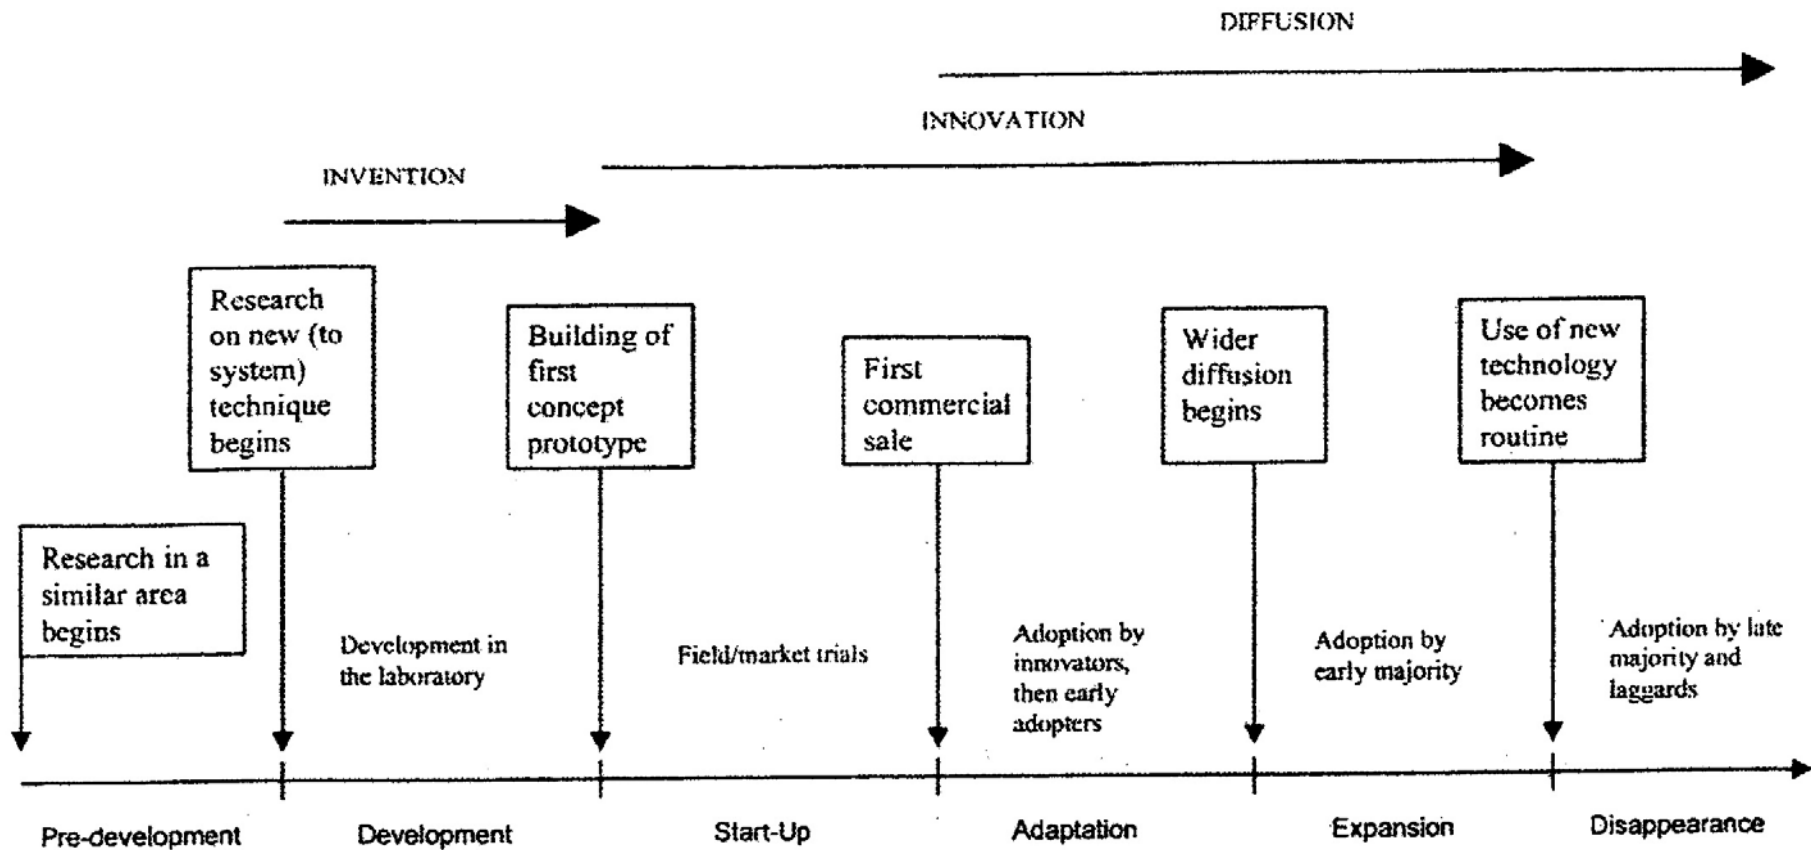 DIFFUSION
INNOVATION
INVENTION
Research
on new (to
system)
technique
begins
Building of
first
concept
prototype
First
commercial
sale
Wider
diffusion
begins
Use of new
technology
becomes
routine
Research in a
similar area
begins
Development in
the laboratory
Field/market trials
Adoption by
innovators,
then early
adopters
Adoption by
early majority
Adoption by late
majority and
laggards
Pre-development
Development
Start-Up
Adaptation
Expansion
Disappearance